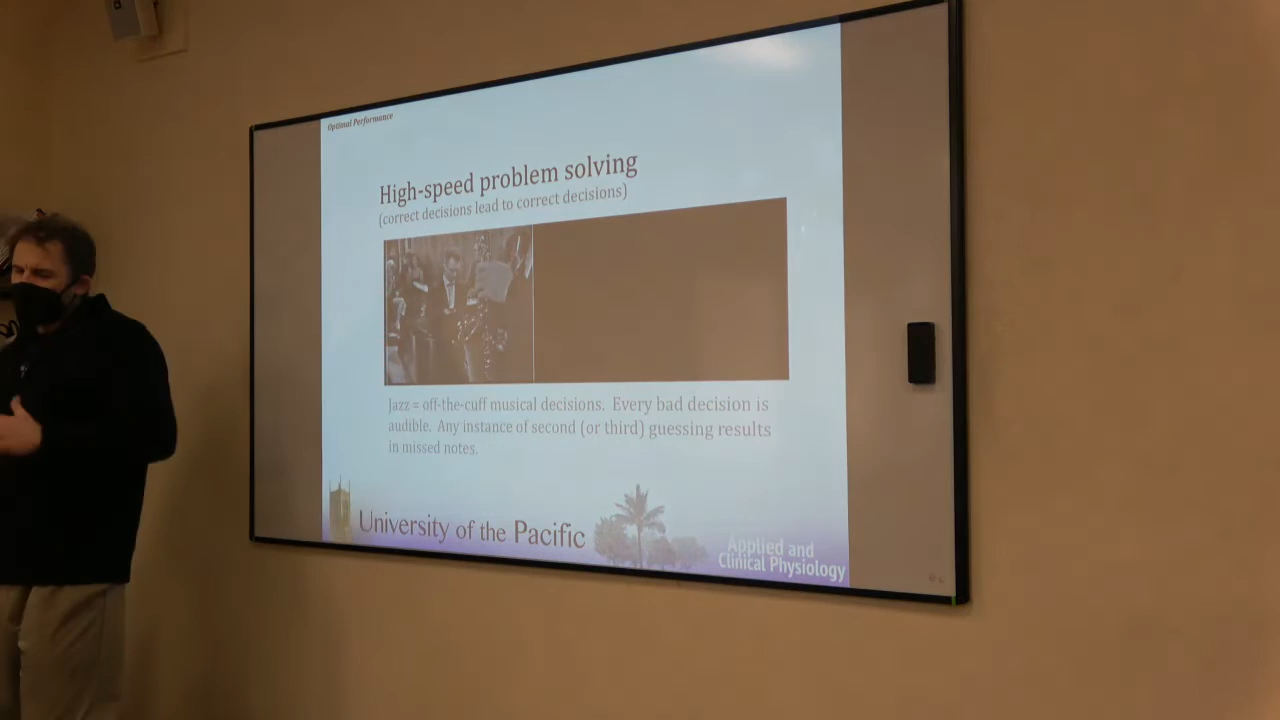 Optimal Performance
High-speed problem solving
(correct decisions lead to correct decisions)
Jazz = off-the-cuff musical decisions. Every bad decision is
audible. Any instance of second (or third) guessing results
in missed notes.
University of the Pacific
Applied and
Clinical Physiology